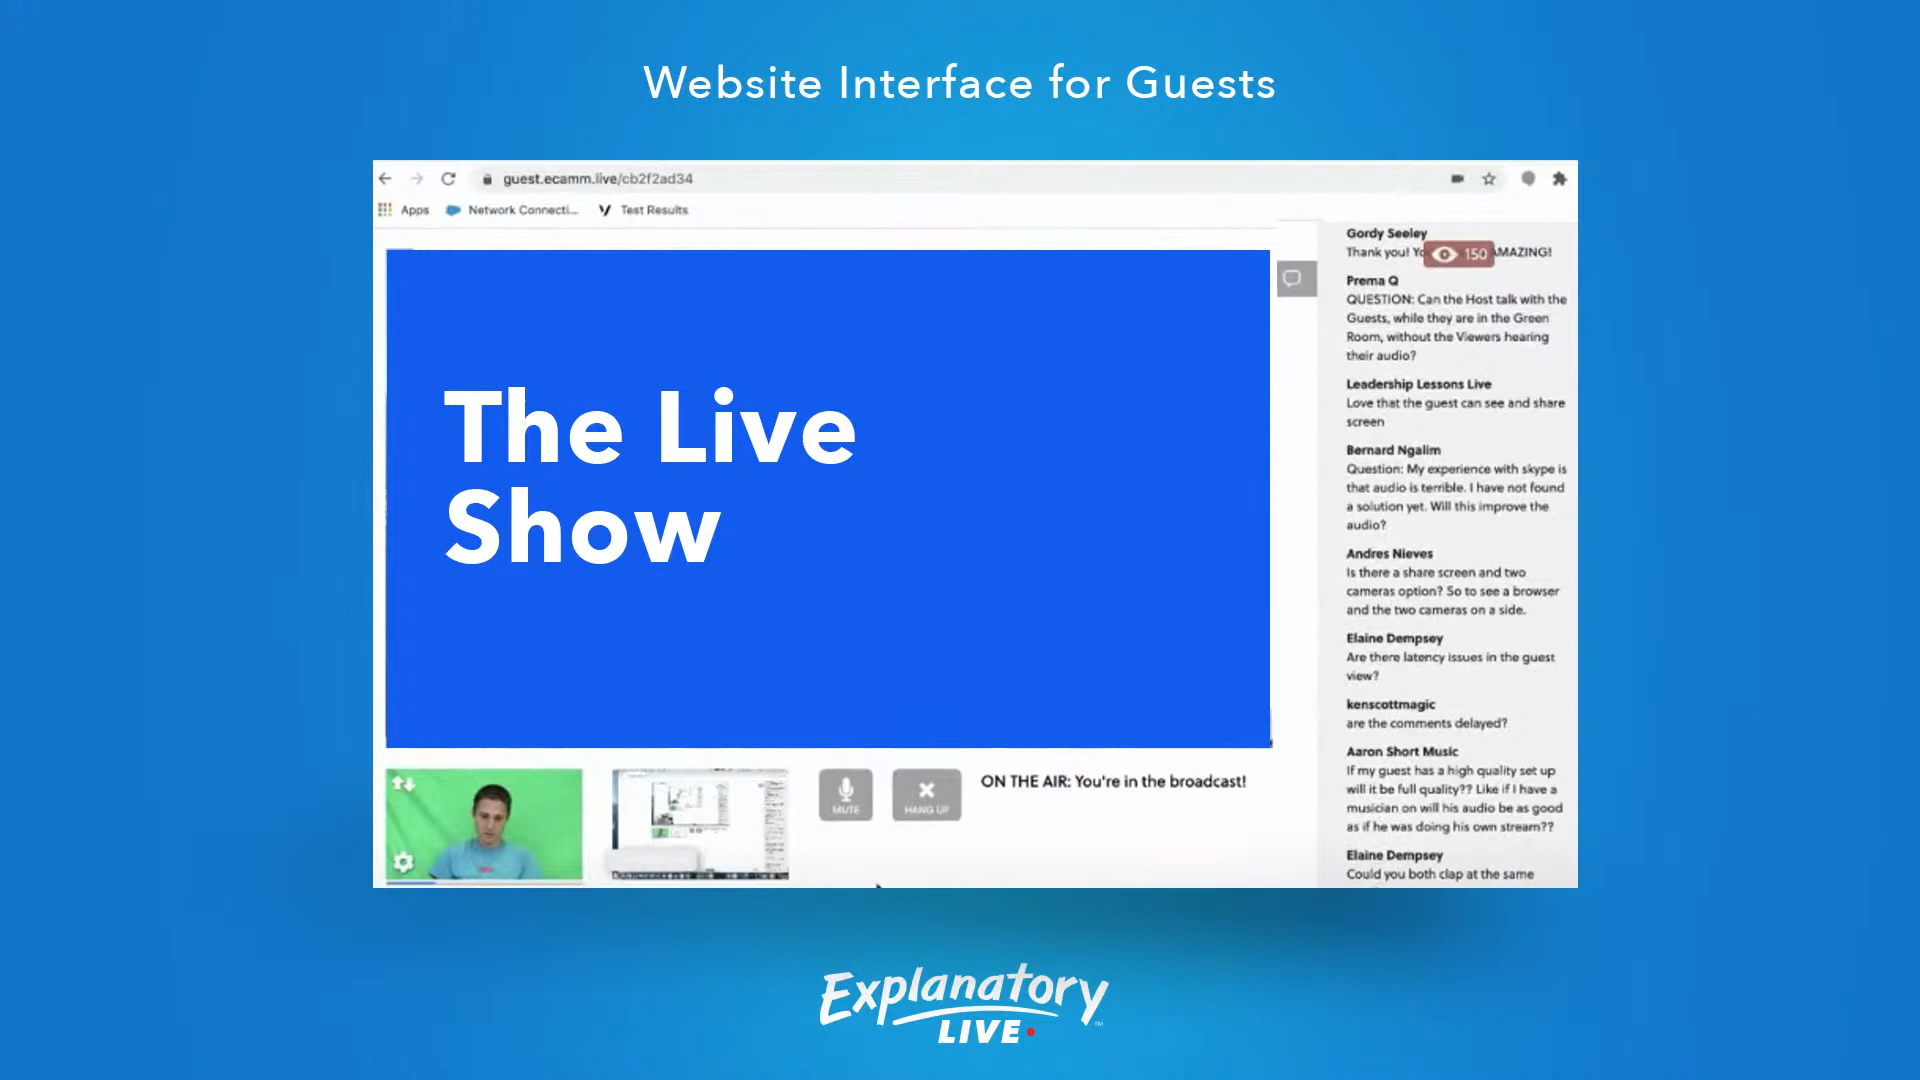 Website Interface for Guests
guest.ecamm.live/cb2f2ad34
Apps
Network Connecti...
Test Results
The Live
Show
MUTE
HANG UP
ON THE AIR: You're in the broadcast!
Gordy Seeley
Thank you! Yo
150
AMAZING!
Prema Q
QUESTION: Can the Host talk with the
Guests, while they are in the Green
Room, without the Viewers hearing
their audio?
Leadership Lessons Live
Love that the guest can see and share
screen
Bernard Ngalim
Question: My experience with skype is
that audio is terrible. I have not found
a solution yet. Will this improve the
audio?
Andres Nieves
Is there a share screen and two
cameras option? So to see a browser
and the two cameras on a side.
Elaine Dempsey
Are there latency issues in the guest
view?
kenscottmagic
are the comments delayed?
Aaron Short Music
If my guest has a high quality set up
will it be full quality?? Like if I have a
musician on will his audio be as good
as if he was doing his own stream??
Elaine Dempsey
Could you both clap at the same
Explanatory
LIVE
TM